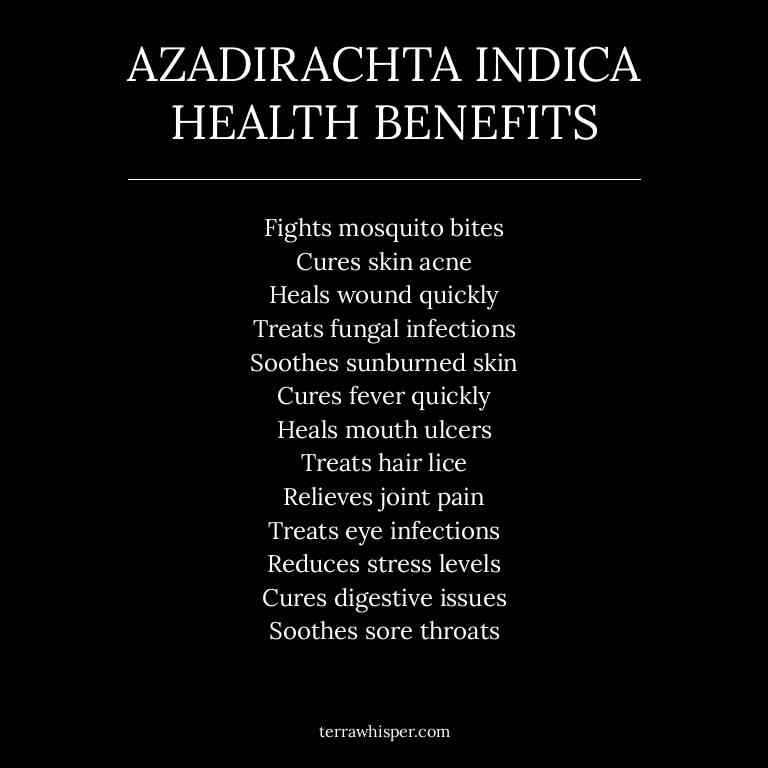 AZADIRACHTA INDICA
HEALTH BENEFITS
Fights mosquito bites
Cures skin acne
Heals wound quickly
Treats fungal infections
Soothes sunburned skin
Cures fever quickly
Heals mouth ulcers
Treats hair lice
Relieves joint pain
Treats eye infections
Reduces stress levels
Cures digestive issues
Soothes sore throats
terrawhisper.com